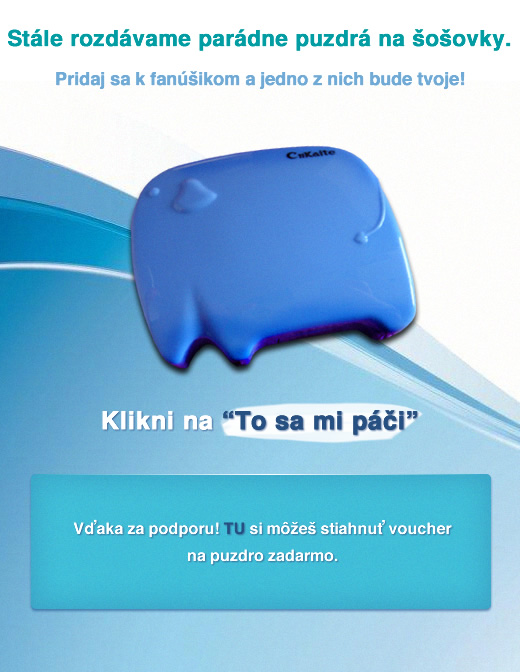 Stále rozdávame parádne puzdrá na šošovky.
Pridaj sa k fanúšikom a jedno z nich bude tvoje!
Klikni na “To sa mi páči”
Vďaka za podporu! TU si môžeš stiahnuť voucher
na puzdro zadarmo.